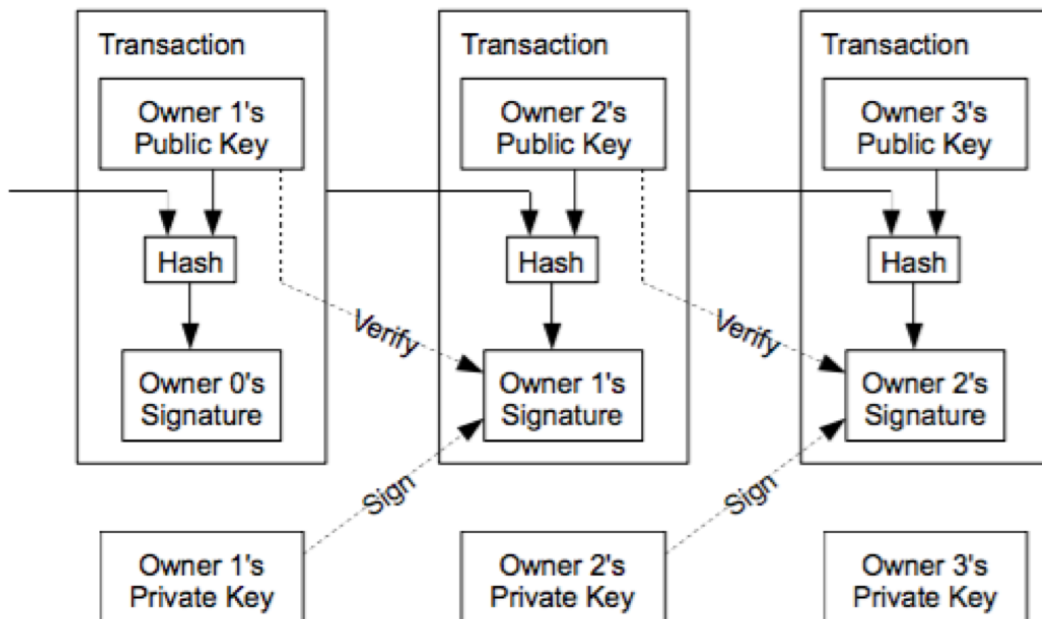 Transaction
Transaction
Transaction
Owner 1's
Public Key
Owner 2's
Public Key
Owner 3's
Public Key
Hash
Hash
Hash
Verify
Verify
Owner 0's
Signature
Owner 1's
Signature
Owner 2's
Signature
Sign
Sign
Owner 1's
Private Key
Owner 2's
Private Key
Owner 3's
Private Key